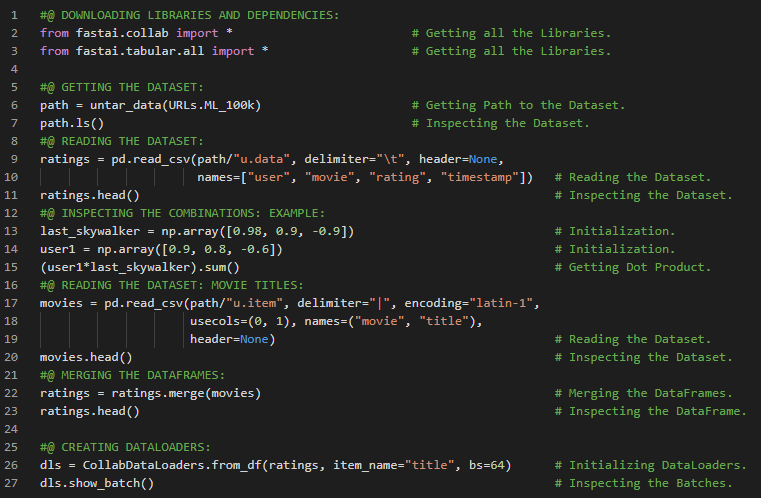 1 #@ DOWNLOADING LIBRARIES AND DEPENDENCIES:
2 from fastai.collab import * # Getting all the Libraries.
3 from fastai.tabular.all import * # Getting all the Libraries.
4
5 #@ GETTING THE DATASET:
6 path = untar_data(URLs.ML_100k) # Getting Path to the Dataset.
7 path.ls() # Inspecting the Dataset.
8 #@ READING THE DATASET:
9 ratings = pd.read_csv(path/"u.data", delimiter="\t", header=None,
10 names=["user", "movie", "rating", "timestamp"]) # Reading the Dataset.
11 ratings.head() # Inspecting the Dataset.
12 #@ INSPECTING THE COMBINATIONS: EXAMPLE:
13 last_skywalker = np.array([0.98, 0.9, -0.9]) # Initialization.
14 user1 = np.array([0.9, 0.8, -0.6]) # Initialization.
15 (user1*last_skywalker).sum() # Getting Dot Product.
16 #@ READING THE DATASET: MOVIE TITLES:
17 movies = pd.read_csv(path/"u.item", delimiter="|", encoding="latin-1",
18 usecols=(0, 1), names=("movie", "title"),
19 header=None) # Reading the Dataset.
20 movies.head() # Inspecting the Dataset.
21 #@ MERGING THE DATAFRAMES:
22 ratings = ratings.merge(movies) # Merging the DataFrames.
23 ratings.head() # Inspecting the DataFrame.
24
25 #@ CREATING DATALOADERS:
26 dls = CollabDataLoaders.from_df(ratings, item_name="title", bs=64) # Initializing DataLoaders.
27 dls.show_batch() # Inspecting the Batches.